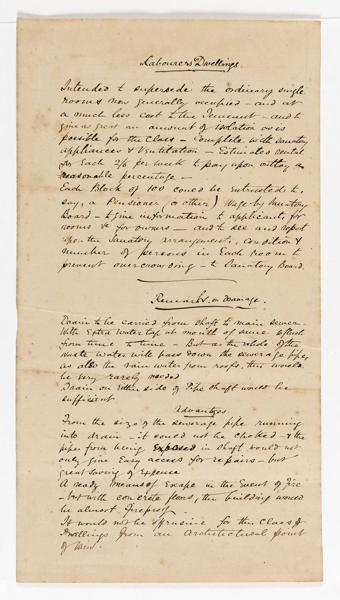 Labourers Dwellings.
Intended to supersede the ordinary single
rooms now generally occupied – and at
a much less cost to the Tenement – and to
give as great an amount of isolation as is
possible for the Class – Complete with Sanitary
appliances & Ventilation – Estimated rental
for Each 2/6 per week to pay upon outlay a
reasonable percentage –
Each Block of 100 could be Entrusted to,
say, a Pensioner (or other) Wage by Sanitary
Board – to give information to applicants for
rooms &c for owners – and to see and report
upon the Sanitary arrangements, condition &
number of persons in Each room to
prevent overcrowding – to Sanitary Board.
Remarks on Drainage.
Drain to be carried from shaft to main sewer.
With Extra water tap at mouth of same & flush
from time to time – But as the whole of the
waste water will pass down the sewerage pipe,
as also the rain water from roofs, this would
be very rarely needed
Drain on Either side of Pipe shaft would be
sufficient
Advantages
From the size of the sewerage pipe running
into drain – it could not be choked – & the
pipes from being Exposed in shaft would not
only give Easy access for repairs – but
great saving of Expense
A ready means of Escape in the Event of Fire
– but with concrete floors, the building would
be almost fireproof –
It would not be for this Class of
Dwellings from an Architectural point
of View.